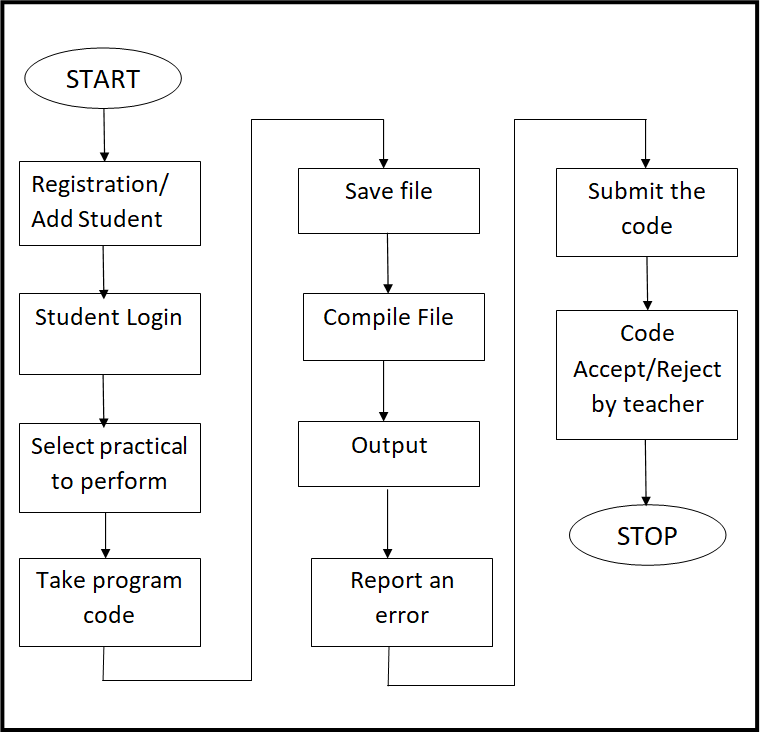 START
Registration/
Add Student
Student Login
Select practical
to perform
Take program
code
Save file
Compile File
Output
Report an
error
Submit the
code
Code
Accept/Reject
by teacher
STOP